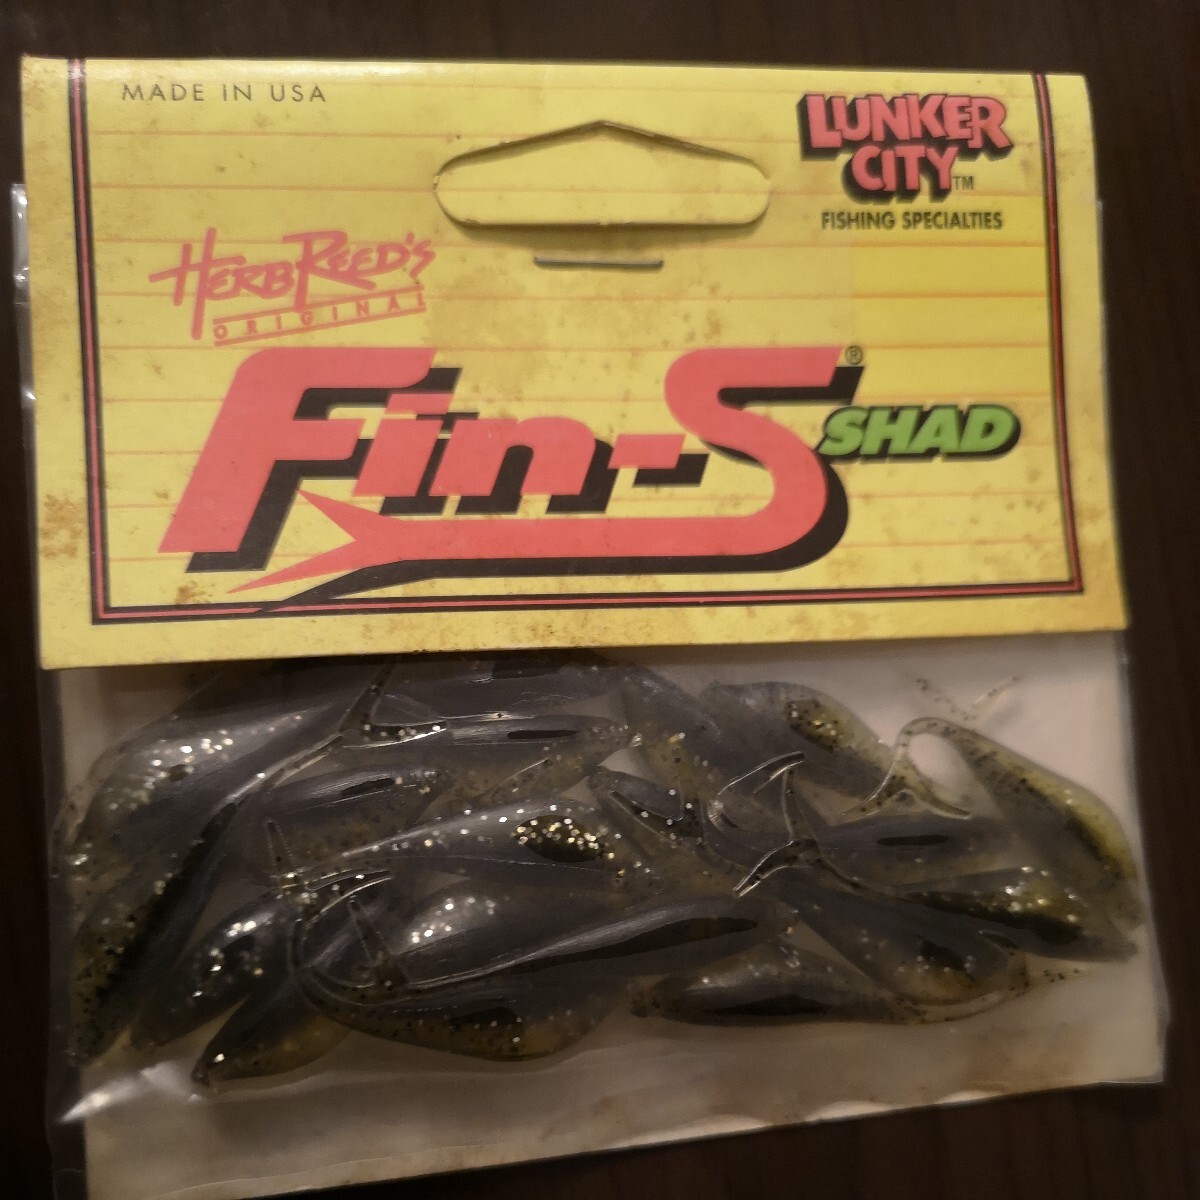 MADE IN USA
LUNKER
CITY™
FISHING SPECIALTIES
HERB REED'S
ORIGINAL
Fin-S®
SHAD